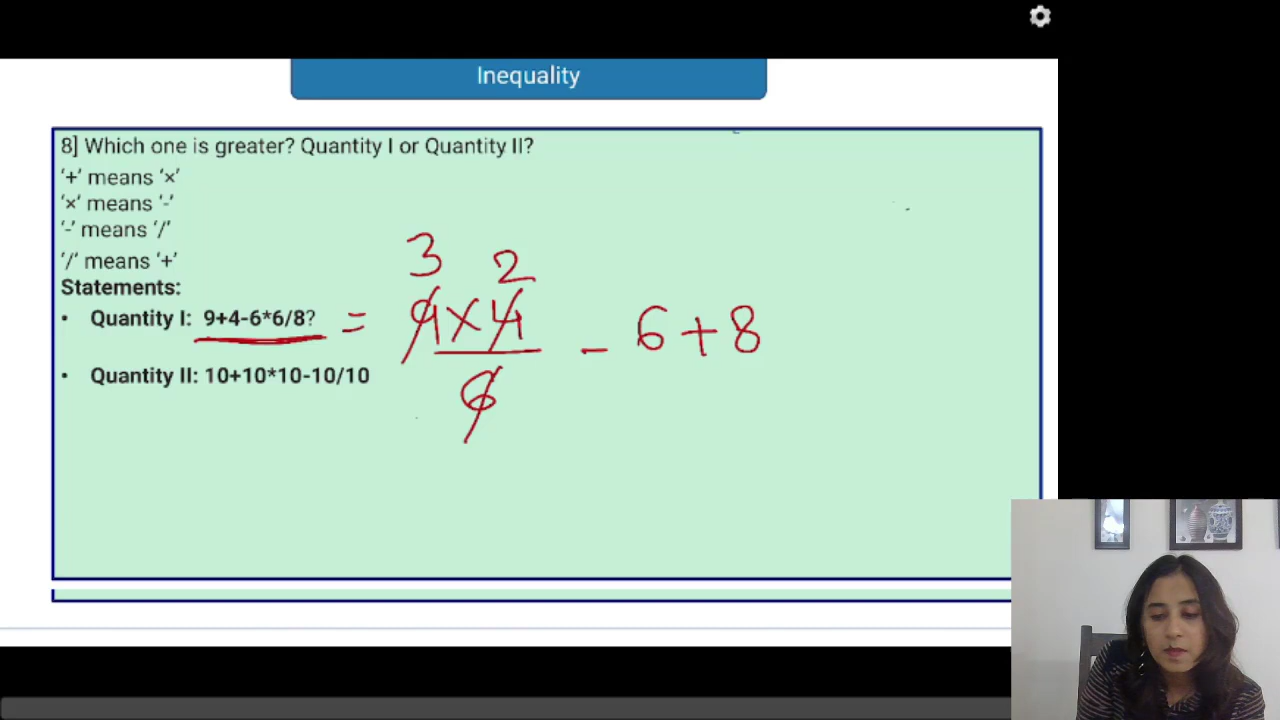 Inequality
8] Which one is greater? Quantity I or Quantity II?
‘+’ means ‘×’
‘×’ means ‘-’
‘-’ means ‘/’
‘/’ means ‘+’
Statements:
3 2
• Quantity I: 9+4-6*6/8? = 9 × 4 - 6 + 8
6
• Quantity II: 10+10*10-10/10